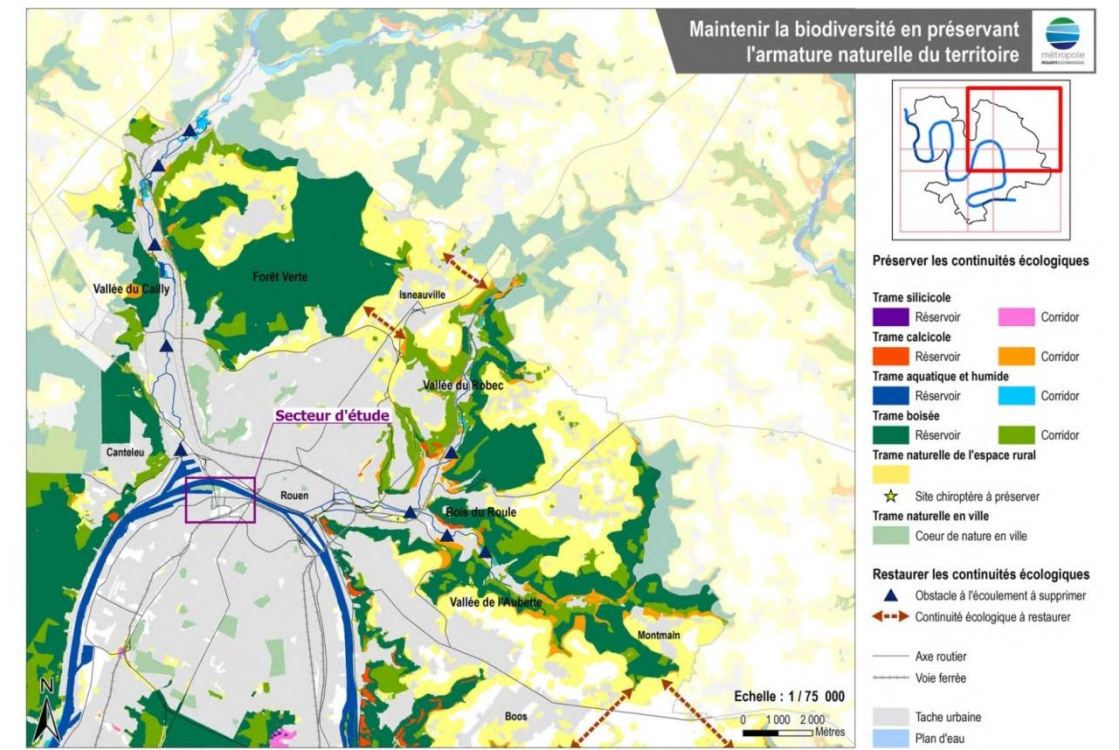 Maintenir la biodiversité en préservant
l'armature naturelle du territoire
métropole
ROUENNORMANDIE
Préserver les continuités écologiques
Trame silicicole
Réservoir Corridor
Trame calcicole
Réservoir Corridor
Trame aquatique et humide
Réservoir Corridor
Trame boisée
Réservoir Corridor
Trame naturelle de l'espace rural
Site chiroptère à préserver
Trame naturelle en ville
Coeur de nature en ville
Restaurer les continuités écologiques
Obstacle à l'écoulement à supprimer
Continuité écologique à restaurer
Axe routier
Voie ferrée
Tache urbaine
Plan d'eau
Forêt Verte
Vallée du Cailly
Isneauville
Vallée du Robec
Secteur d'étude
Canteleu
Rouen
Bois du Roule
Vallée de l'Aubette
Montmain
Boos
N
Echelle : 1 / 75 000
0 1 000 2 000
Mètres